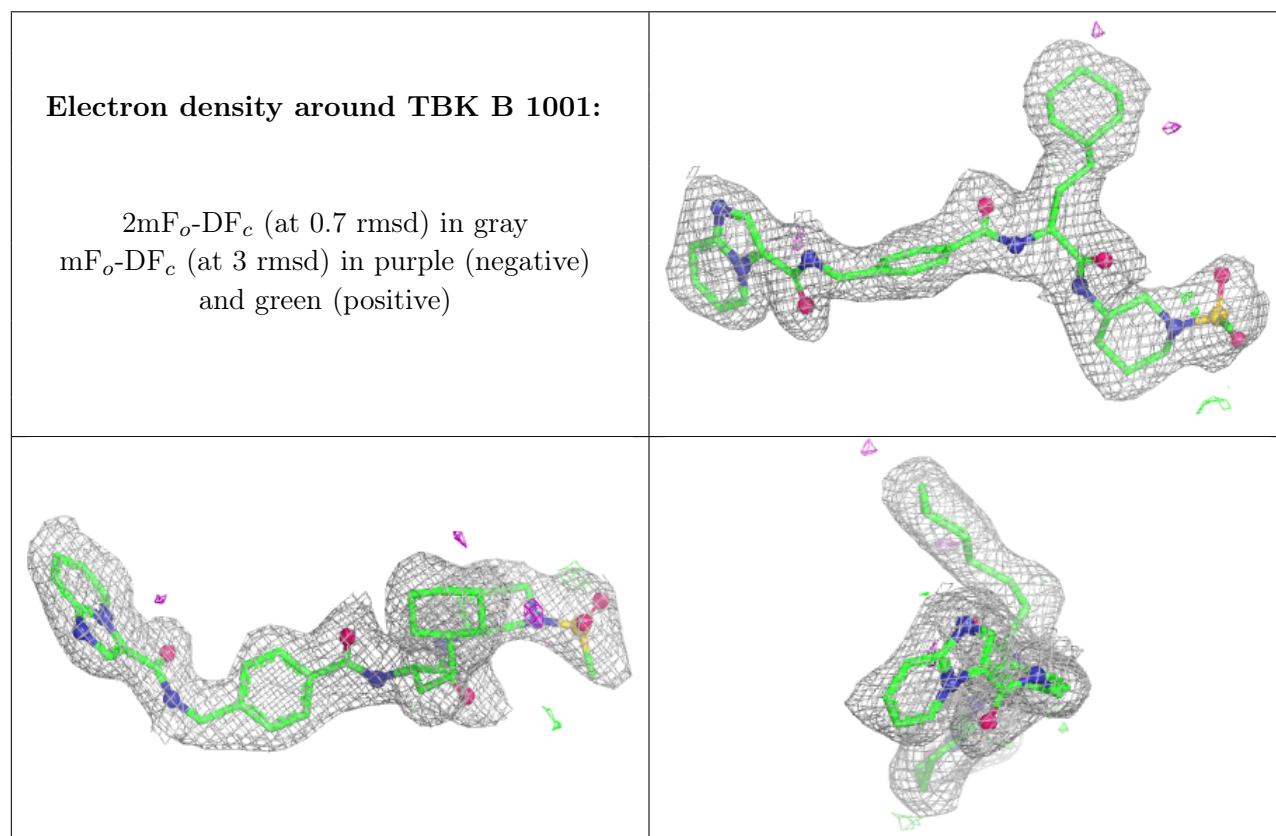 Electron density around TBK B 1001:
2mFo-DFc (at 0.7 rmsd) in gray
mFo-DFc (at 3 rmsd) in purple (negative)
and green (positive)